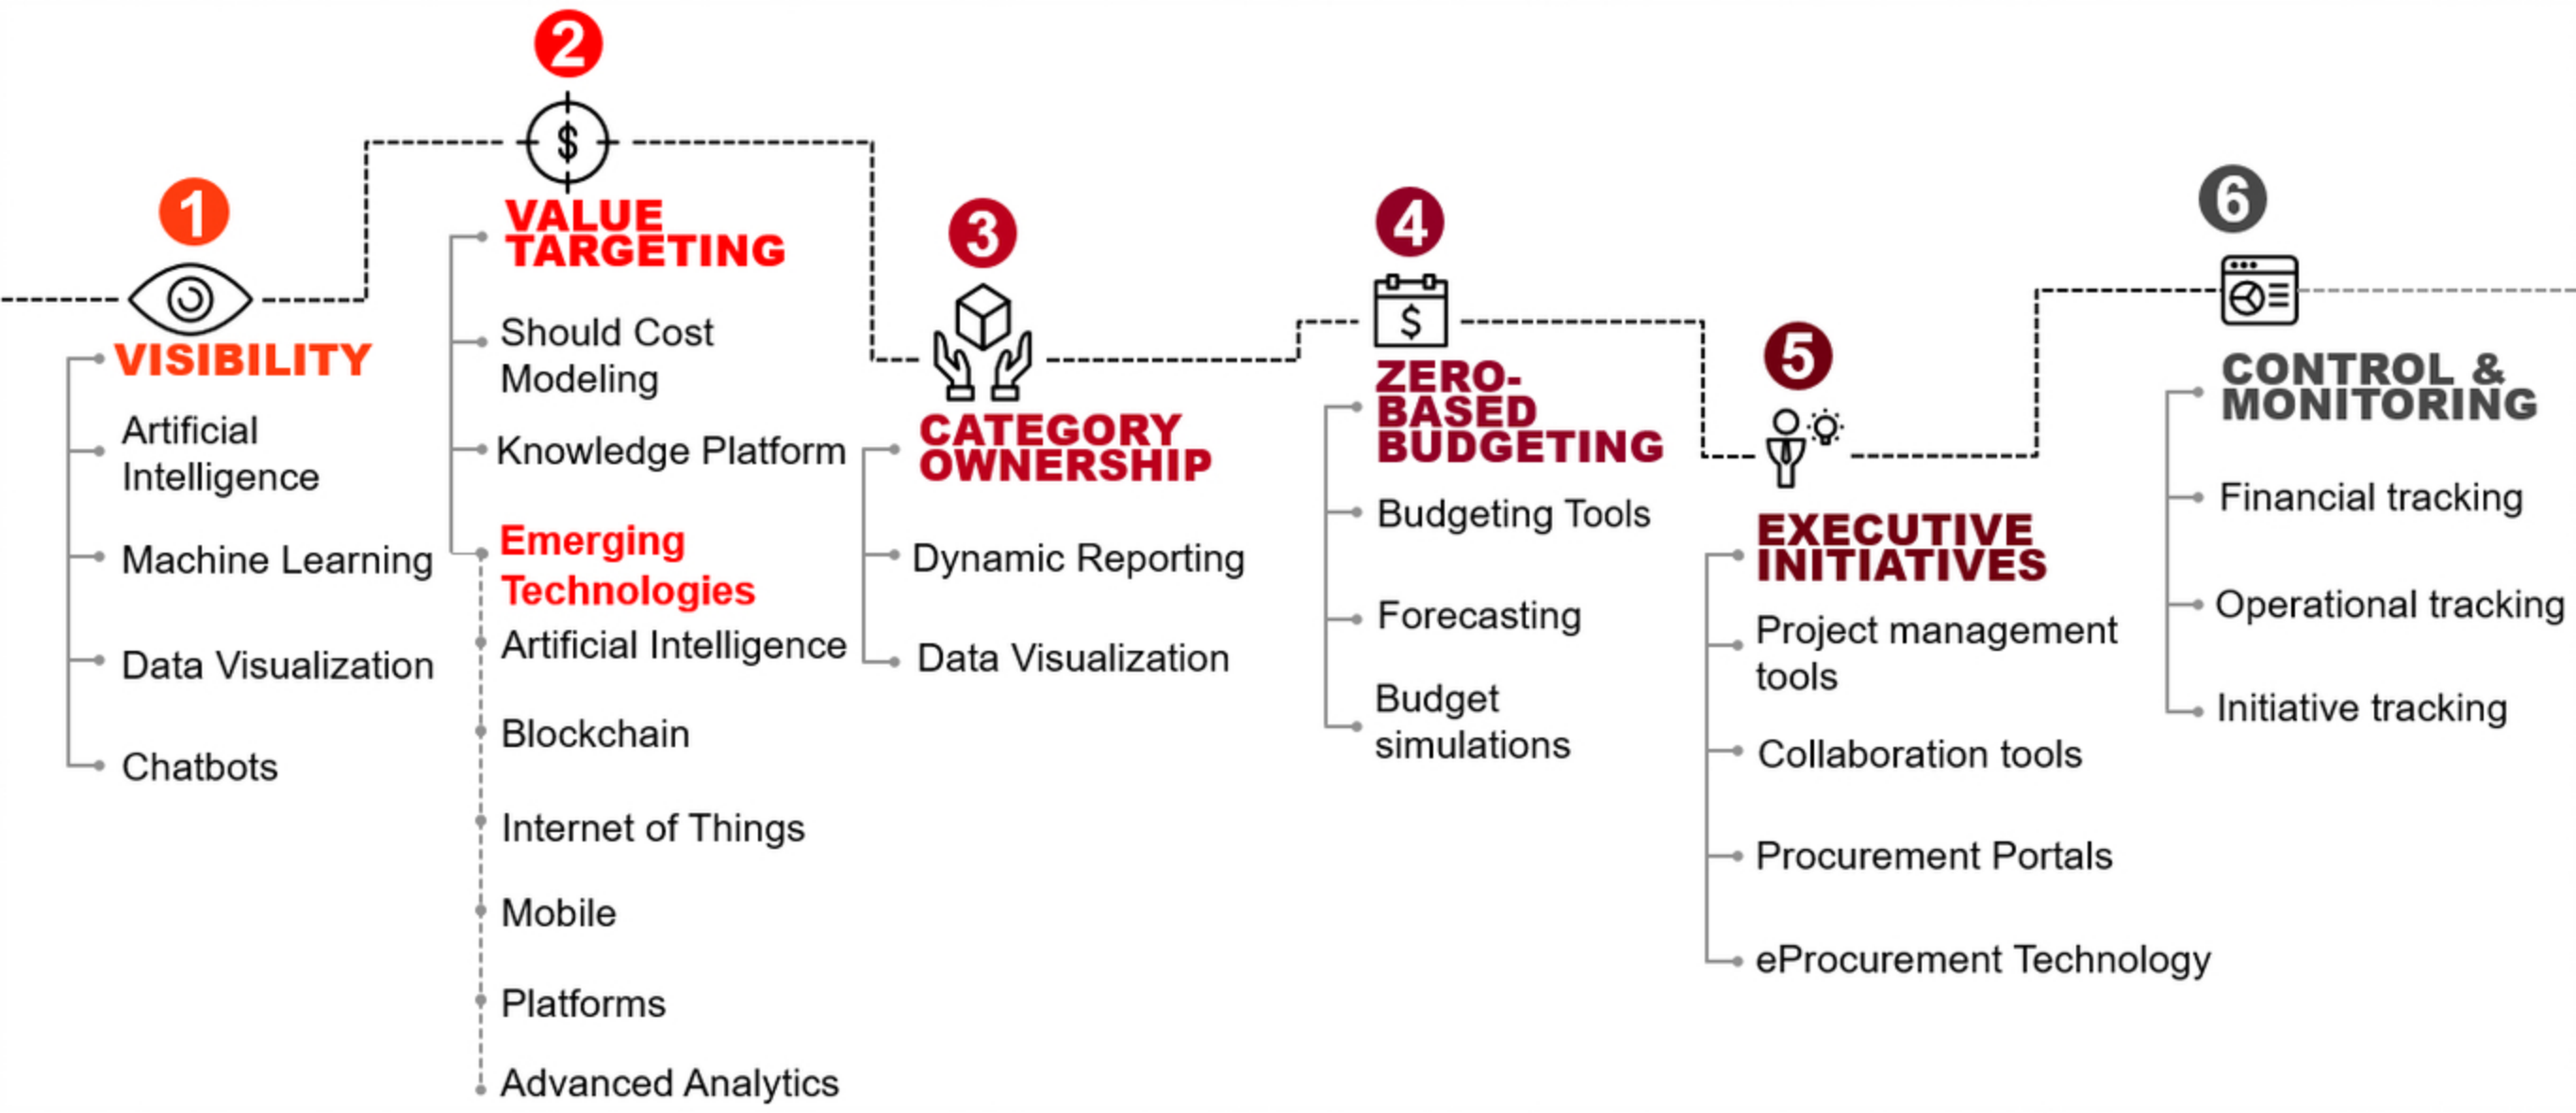 1
VISIBILITY
Artificial
Intelligence
Machine Learning
Data Visualization
Chatbots
2
$
VALUE
TARGETING
Should Cost
Modeling
Knowledge Platform
Emerging
Technologies
Artificial Intelligence
Blockchain
Internet of Things
Mobile
Platforms
Advanced Analytics
3
CATEGORY
OWNERSHIP
Dynamic Reporting
Data Visualization
4
$
ZERO-
BASED
BUDGETING
Budgeting Tools
Forecasting
Budget
simulations
5
EXECUTIVE
INITIATIVES
Project management
tools
Collaboration tools
Procurement Portals
eProcurement Technology
6
CONTROL &
MONITORING
Financial tracking
Operational tracking
Initiative tracking